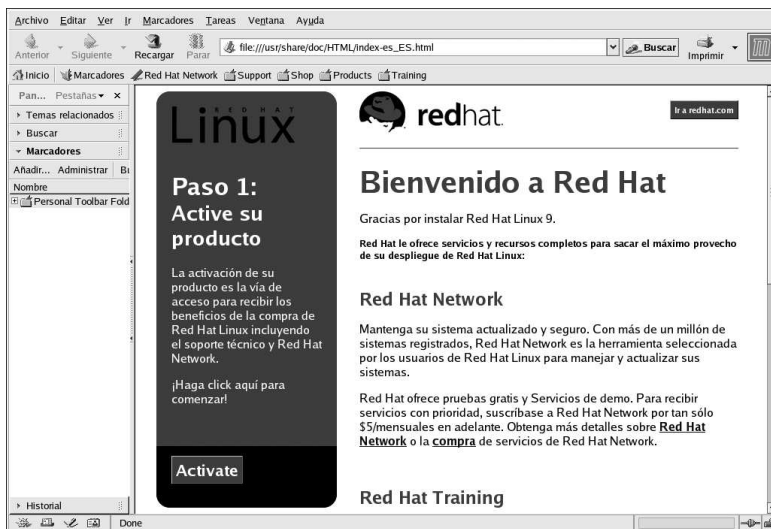 Archivo Editar Ver Ir Marcadores Tareas Ventana Ayuda
Anterior Siguiente Recargar Parar file:///usr/share/doc/HTML/index-es_ES.html Buscar Imprimir
Inicio Marcadores Red Hat Network Support Shop Products Training
Pan... Pestañas
Temas relacionados
Buscar
Marcadores
Añadir... Administrar
Nombre
Personal Toolbar Fold
Historial
RED HAT
Linux
Paso 1:
Active su
producto
La activación de su
producto es la vía de
acceso para recibir los
beneficios de la compra de
Red Hat Linux incluyendo
el soporte técnico y Red Hat
Network.
¡Haga click aquí para
comenzar!
Activate
redhat.
Ir a redhat.com
Bienvenido a Red Hat
Gracias por instalar Red Hat Linux 9.
Red Hat le ofrece servicios y recursos completos para sacar el máximo provecho
de su despliegue de Red Hat Linux:
Red Hat Network
Mantenga su sistema actualizado y seguro. Con más de un millón de
sistemas registrados, Red Hat Network es la herramienta seleccionada
por los usuarios de Red Hat Linux para manejar y actualizar sus
sistemas.
Red Hat ofrece pruebas gratis y Servicios de demo. Para recibir
servicios con prioridad, suscríbase a Red Hat Network por tan sólo
$5/mensuales en adelante. Obtenga más detalles sobre Red Hat
Network o la compra de servicios de Red Hat Network.
Red Hat Training
Done